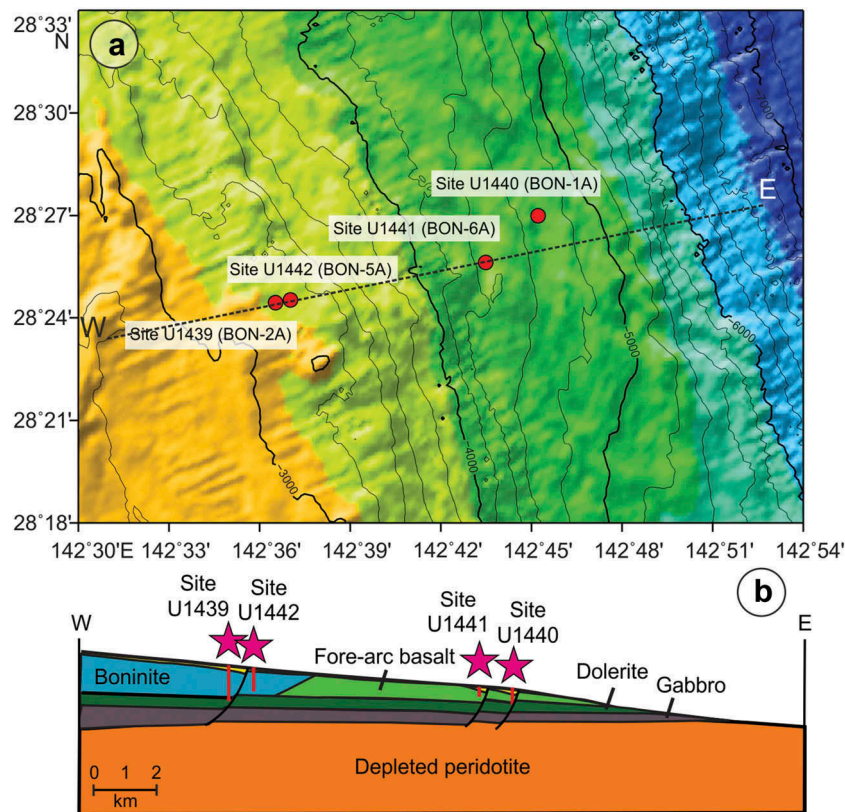 28°33'
N
a
28°30'
28°27'
28°24'
28°21'
28°18'
Site U1440 (BON-1A)
E
Site U1441 (BON-6A)
Site U1442 (BON-5A)
W
Site U1439 (BON-2A)
-3000
-4000
-5000
-6000
-7000
142°30'E
142°33'
142°36'
142°39'
142°42'
142°45'
142°48'
142°51'
142°54'
b
W
Site
U1439
Site
U1442
Site
U1441
Site
U1440
E
Boninite
Fore-arc basalt
Dolerite
Gabbro
Depleted peridotite
0 1 2
km